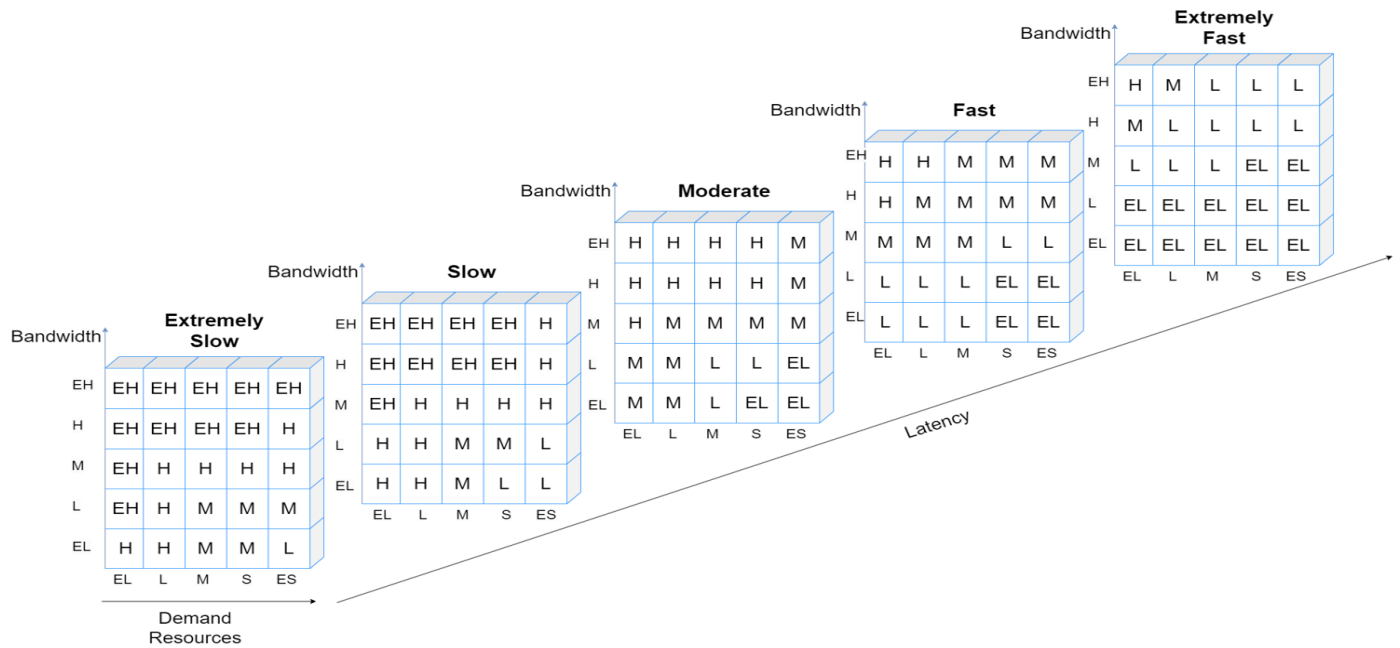 Extremely
Slow
Bandwidth
EH EH EH EH EH EH
H EH EH EH EH H
M EH H H H H
L EH H M M M
EL H H M M L
EL L M S ES
Demand
Resources
Slow
Bandwidth
EH EH EH EH EH H
H EH EH EH EH H
M EH H H H H
L H H M M L
EL H H M L L
EL L M S ES
Moderate
Bandwidth
EH H H H H M
H H H H H M
M H M M M M
L M M L L EL
EL M M L EL EL
EL L M S ES
Fast
Bandwidth
EH H H M M M
H H M M M M
M M M M L L
L L L L EL EL
EL L L L EL EL
EL L M S ES
Extremely
Fast
Bandwidth
EH H M L L L
H M L L L L
M L L L EL EL
L EL EL EL EL EL
EL EL EL EL EL EL
EL L M S ES
Latency